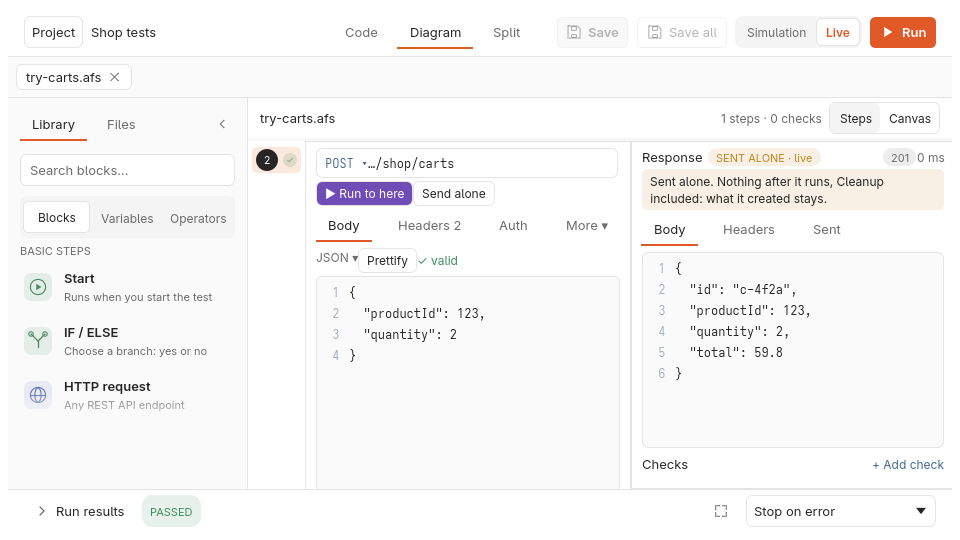 Project Shop tests Code Diagram Split Save Save all Simulation Live Run
try-carts.afs
Library Files
Search blocks...
Blocks Variables Operators
BASIC STEPS
Start
Runs when you start the test
IF / ELSE
Choose a branch: yes or no
HTTP request
Any REST API endpoint
try-carts.afs 1 steps · 0 checks Steps Canvas
2
POST ▾ …/shop/carts
Run to here Send alone
Body Headers 2 Auth More ▾
JSON ▾ Prettify ✓ valid
1 {
2 "productId": 123,
3 "quantity": 2
4 }
Response SENT ALONE · live 201 0 ms
Sent alone. Nothing after it runs, Cleanup
included: what it created stays.
Body Headers Sent
1 {
2 "id": "c-4f2a",
3 "productId": 123,
4 "quantity": 2,
5 "total": 59.8
6 }
Checks + Add check
Run results PASSED Stop on error